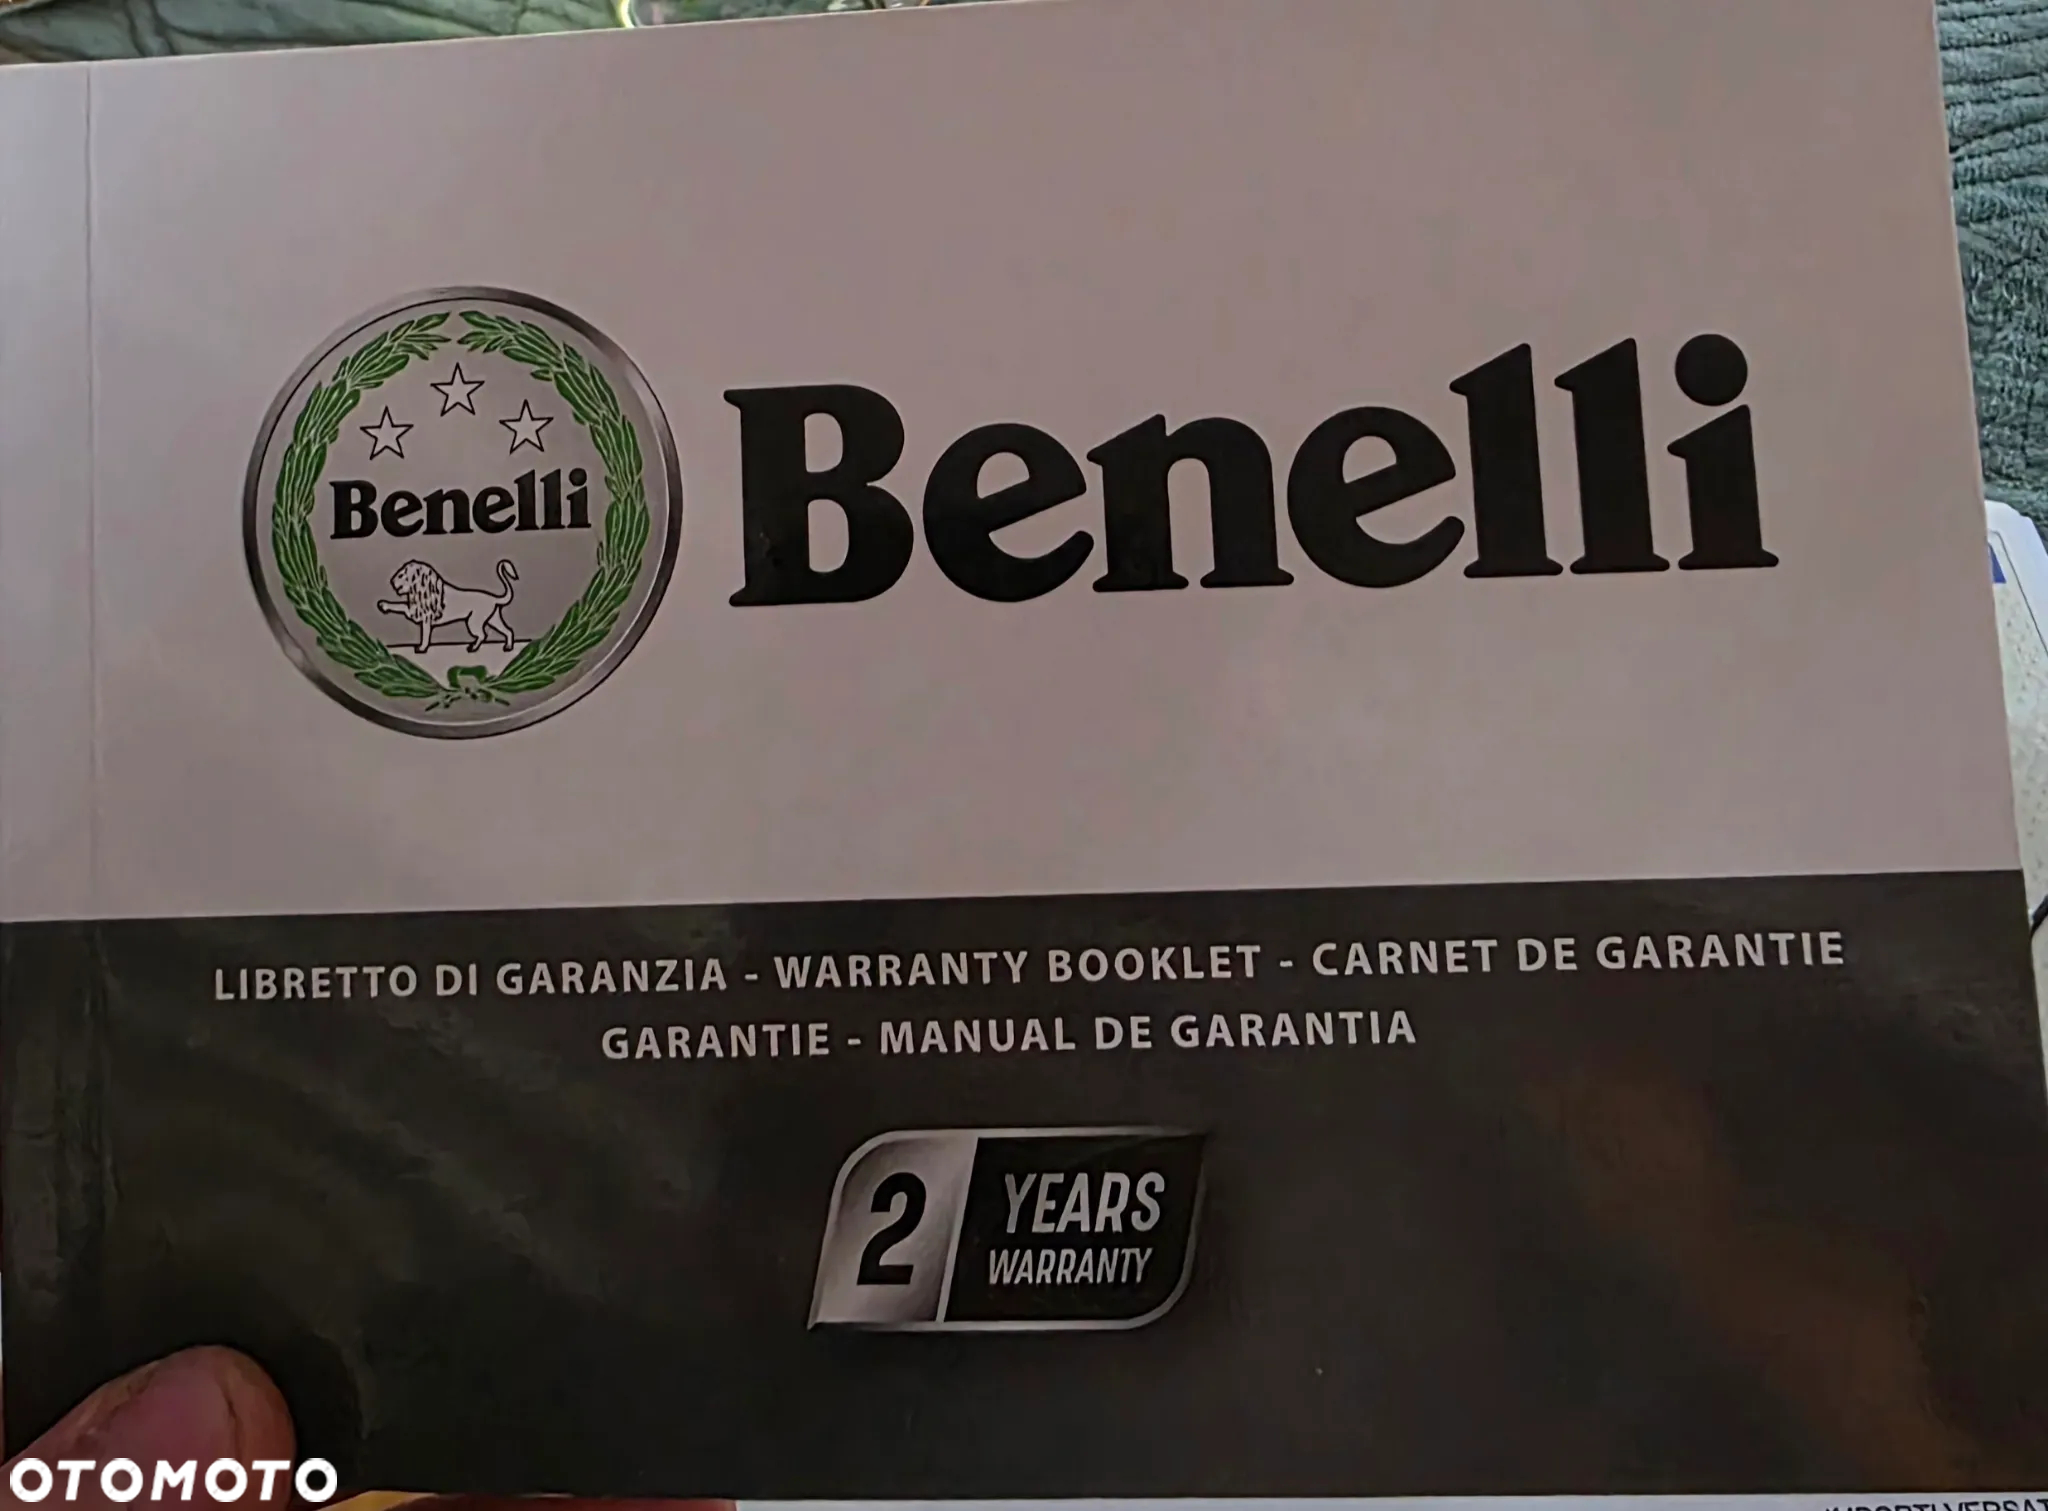 Benelli
Benelli
LIBRETTO DI GARANZIA - WARRANTY BOOKLET - CARNET DE GARANTIE
GARANTIE - MANUAL DE GARANTIA
2 YEARS
WARRANTY
OTOMOTO